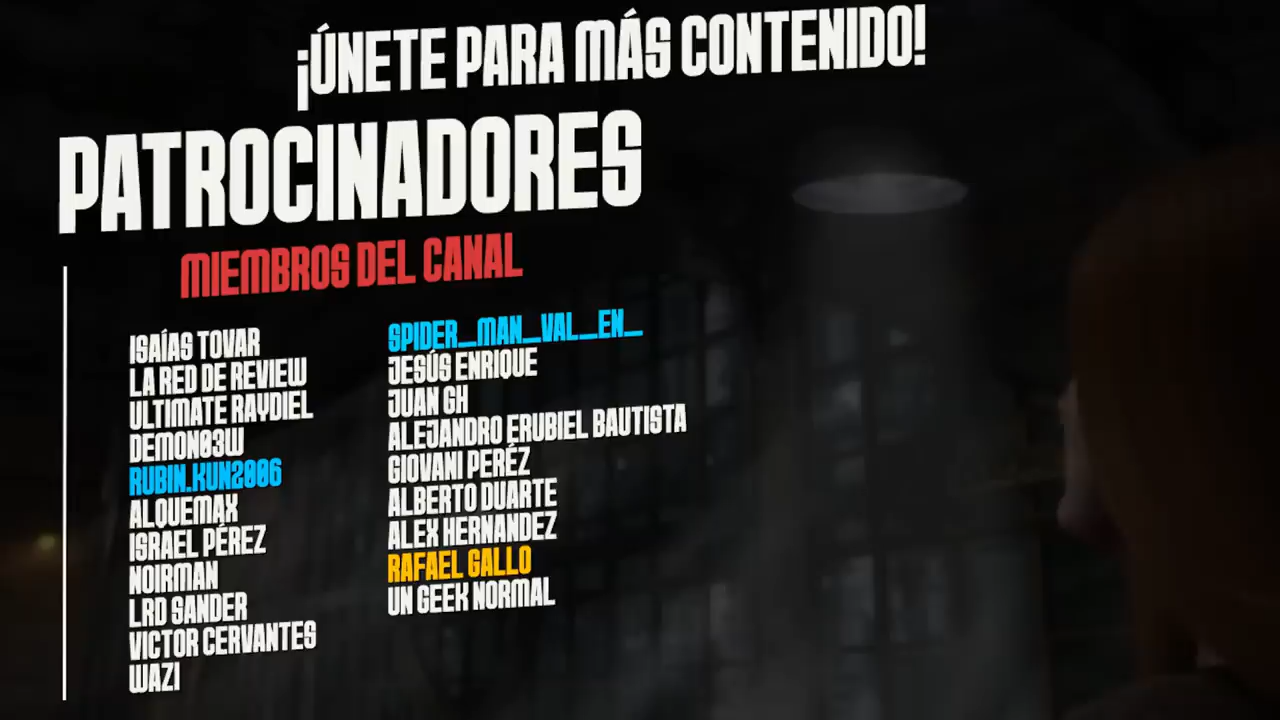 ¡ÚNETE PARA MÁS CONTENIDO!
PATROCINADORES
MIEMBROS DEL CANAL
ISAÍAS TOVAR
LA RED DE REVIEW
ULTIMATE RAYDIEL
DEMON03W
RUBIN.KUN2006
ALQUEMAX
ISRAEL PÉREZ
NOIRMAN
LRD SANDER
VICTOR CERVANTES
WAZI
SPIDER_MAN_VAL_EN_
JESÚS ENRIQUE
JUAN GH
ALEJANDRO ERUBIEL BAUTISTA
GIOVANI PERÉZ
ALBERTO DUARTE
ALEX HERNANDEZ
RAFAEL GALLO
UN GEEK NORMAL